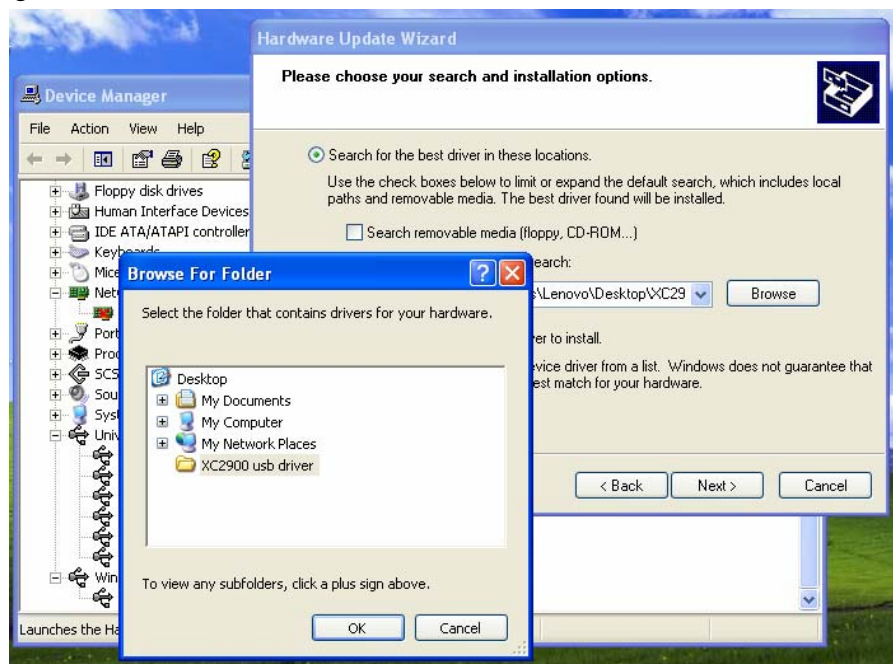 Hardware Update Wizard
Please choose your search and installation options.
Search for the best driver in these locations.
Use the check boxes below to limit or expand the default search, which includes local
paths and removable media. The best driver found will be installed.
Search removable media (floppy, CD-ROM...)
earch:
s\Lenovo\Desktop\XC29
Browse
er to install.
evice driver from a list. Windows does not guarantee that
est match for your hardware.
< Back
Next >
Cancel
Device Manager
File Action View Help
Floppy disk drives
Human Interface Devices
IDE ATA/ATAPI controller
Keyboards
Mice
Net
Port
Proc
SCS
Sou
Syst
Univ
Win
Launches the Ha
Browse For Folder
Select the folder that contains drivers for your hardware.
Desktop
My Documents
My Computer
My Network Places
XC2900 usb driver
To view any subfolders, click a plus sign above.
OK
Cancel